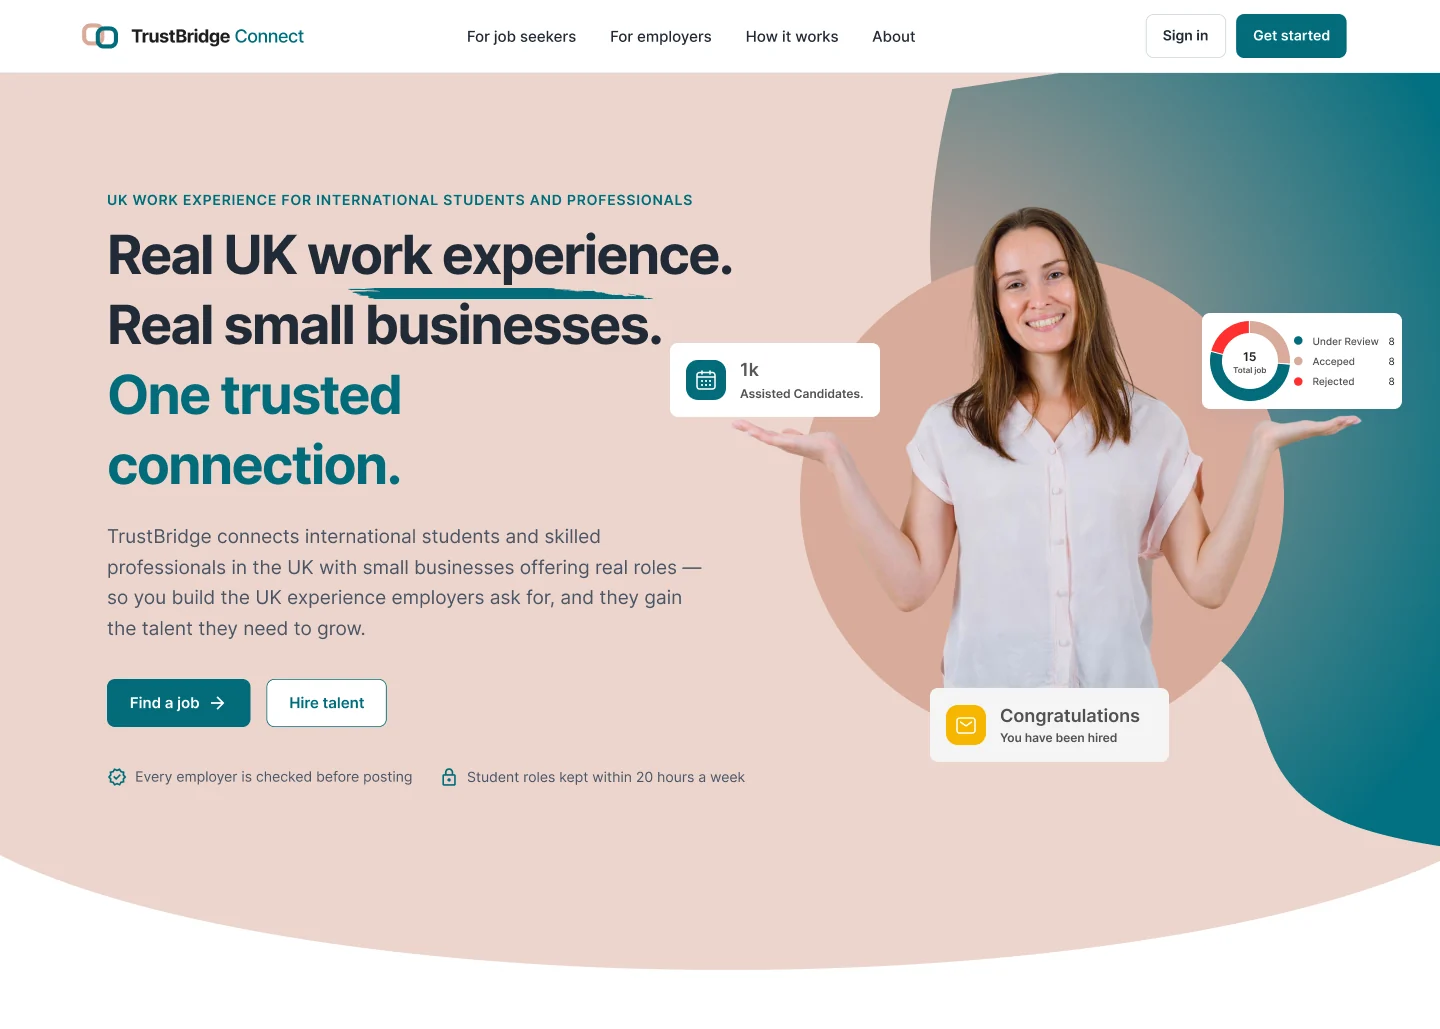 TrustBridge Connect
For job seekers
For employers
How it works
About
Sign in
Get started
UK WORK EXPERIENCE FOR INTERNATIONAL STUDENTS AND PROFESSIONALS
Real UK work experience.
Real small businesses.
One trusted
connection.
TrustBridge connects international students and skilled
professionals in the UK with small businesses offering real roles —
so you build the UK experience employers ask for, and they gain
the talent they need to grow.
Find a job
Hire talent
Every employer is checked before posting
Student roles kept within 20 hours a week
1k
Assisted Candidates.
15
Total job
Under Review 8
Acceped 8
Rejected 8
Congratulations
You have been hired